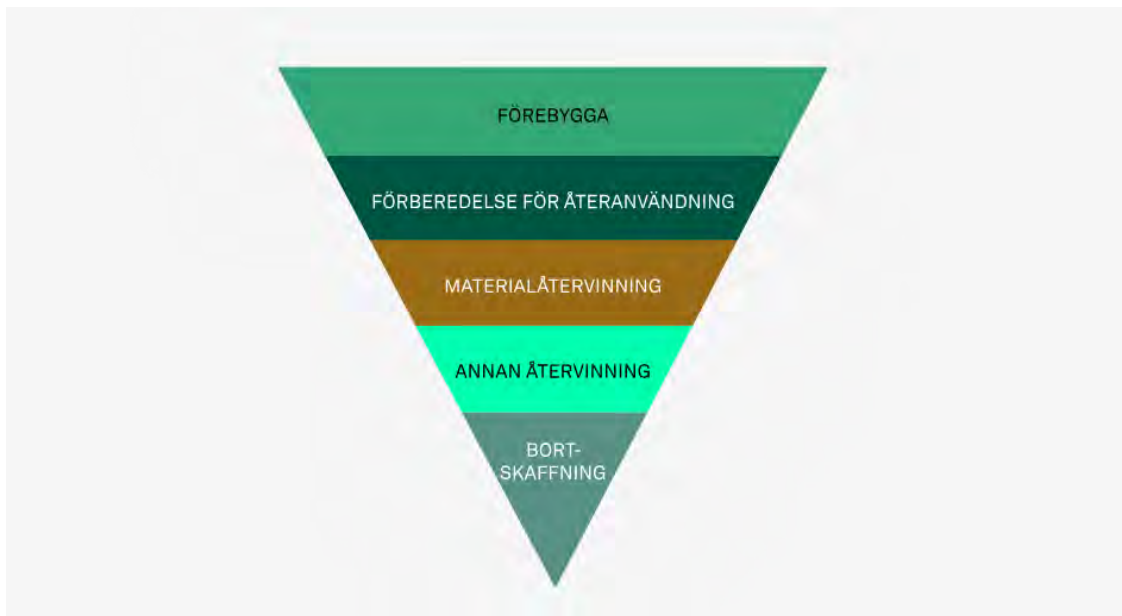 FÖREBYGGA
FÖRBEREDELSE FÖR ÅTERANVÄNDNING
MATERIALÅTERVINNING
ANNAN ÅTERVINNING
BORT-
SKAFFNING